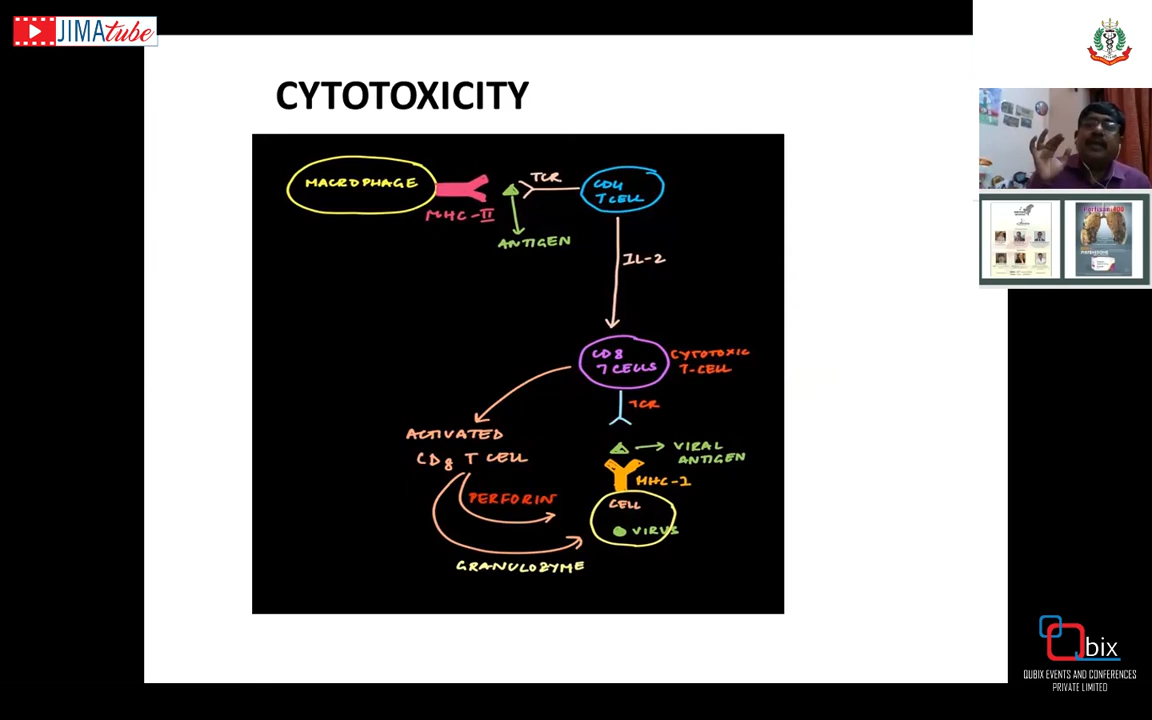 JIMAtube
CYTOTOXICITY
MACROPHAGE
MHC-II
ANTIGEN
TCR
CD4
T CELL
IL-2
CD8
T CELLS
CYTOTOXIC
T-CELL
TCR
VIRAL
ANTIGEN
MHC-1
CELL
VIRUS
ACTIVATED
CD8 T CELL
PERFORIN
GRANULOZYME
Qbix
QUBIX EVENTS AND CONFERENCES
PRIVATE LIMITED